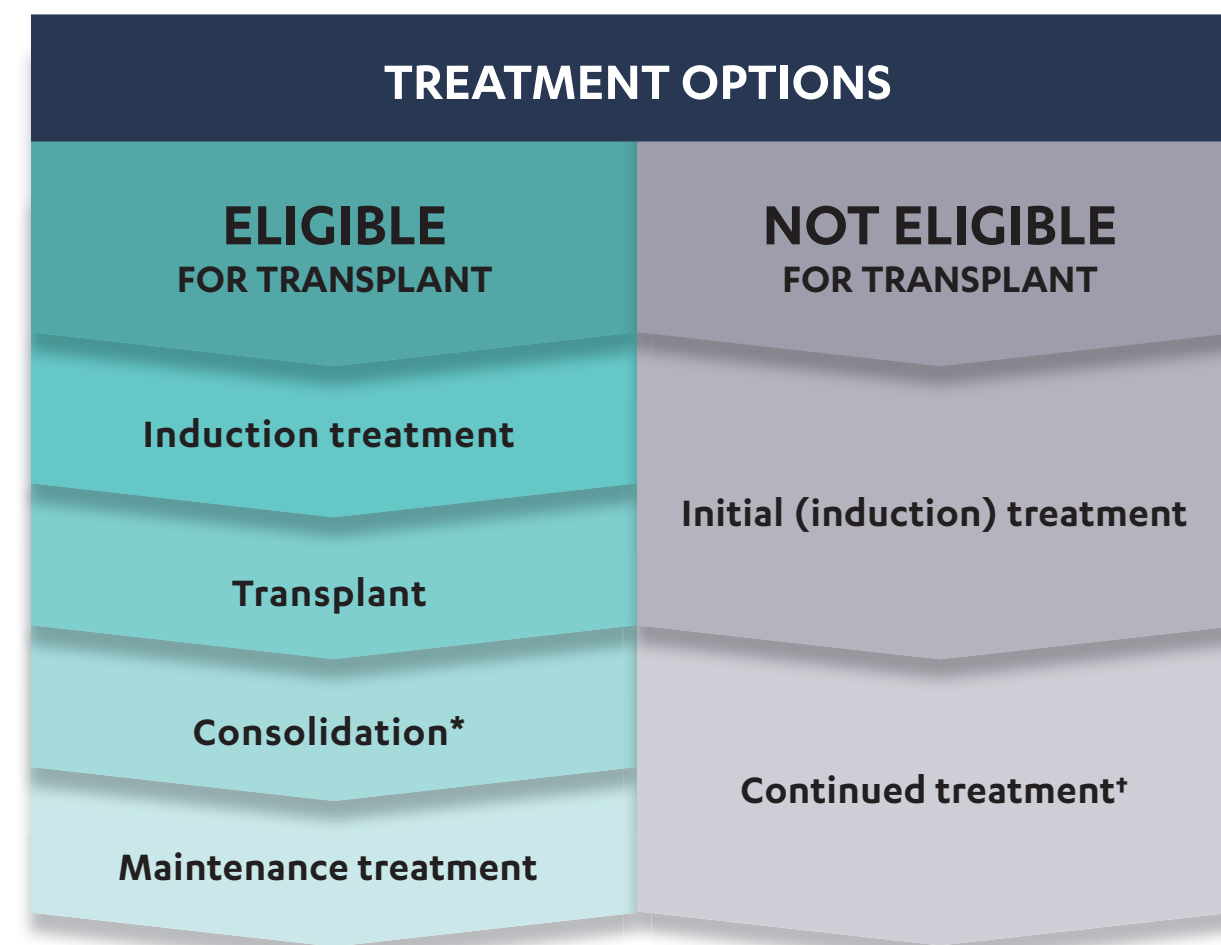 TREATMENT OPTIONS
ELIGIBLE
FOR TRANSPLANT
Induction treatment
Transplant
Consolidation*
Maintenance treatment
NOT ELIGIBLE
FOR TRANSPLANT
Initial (induction) treatment
Continued treatment†